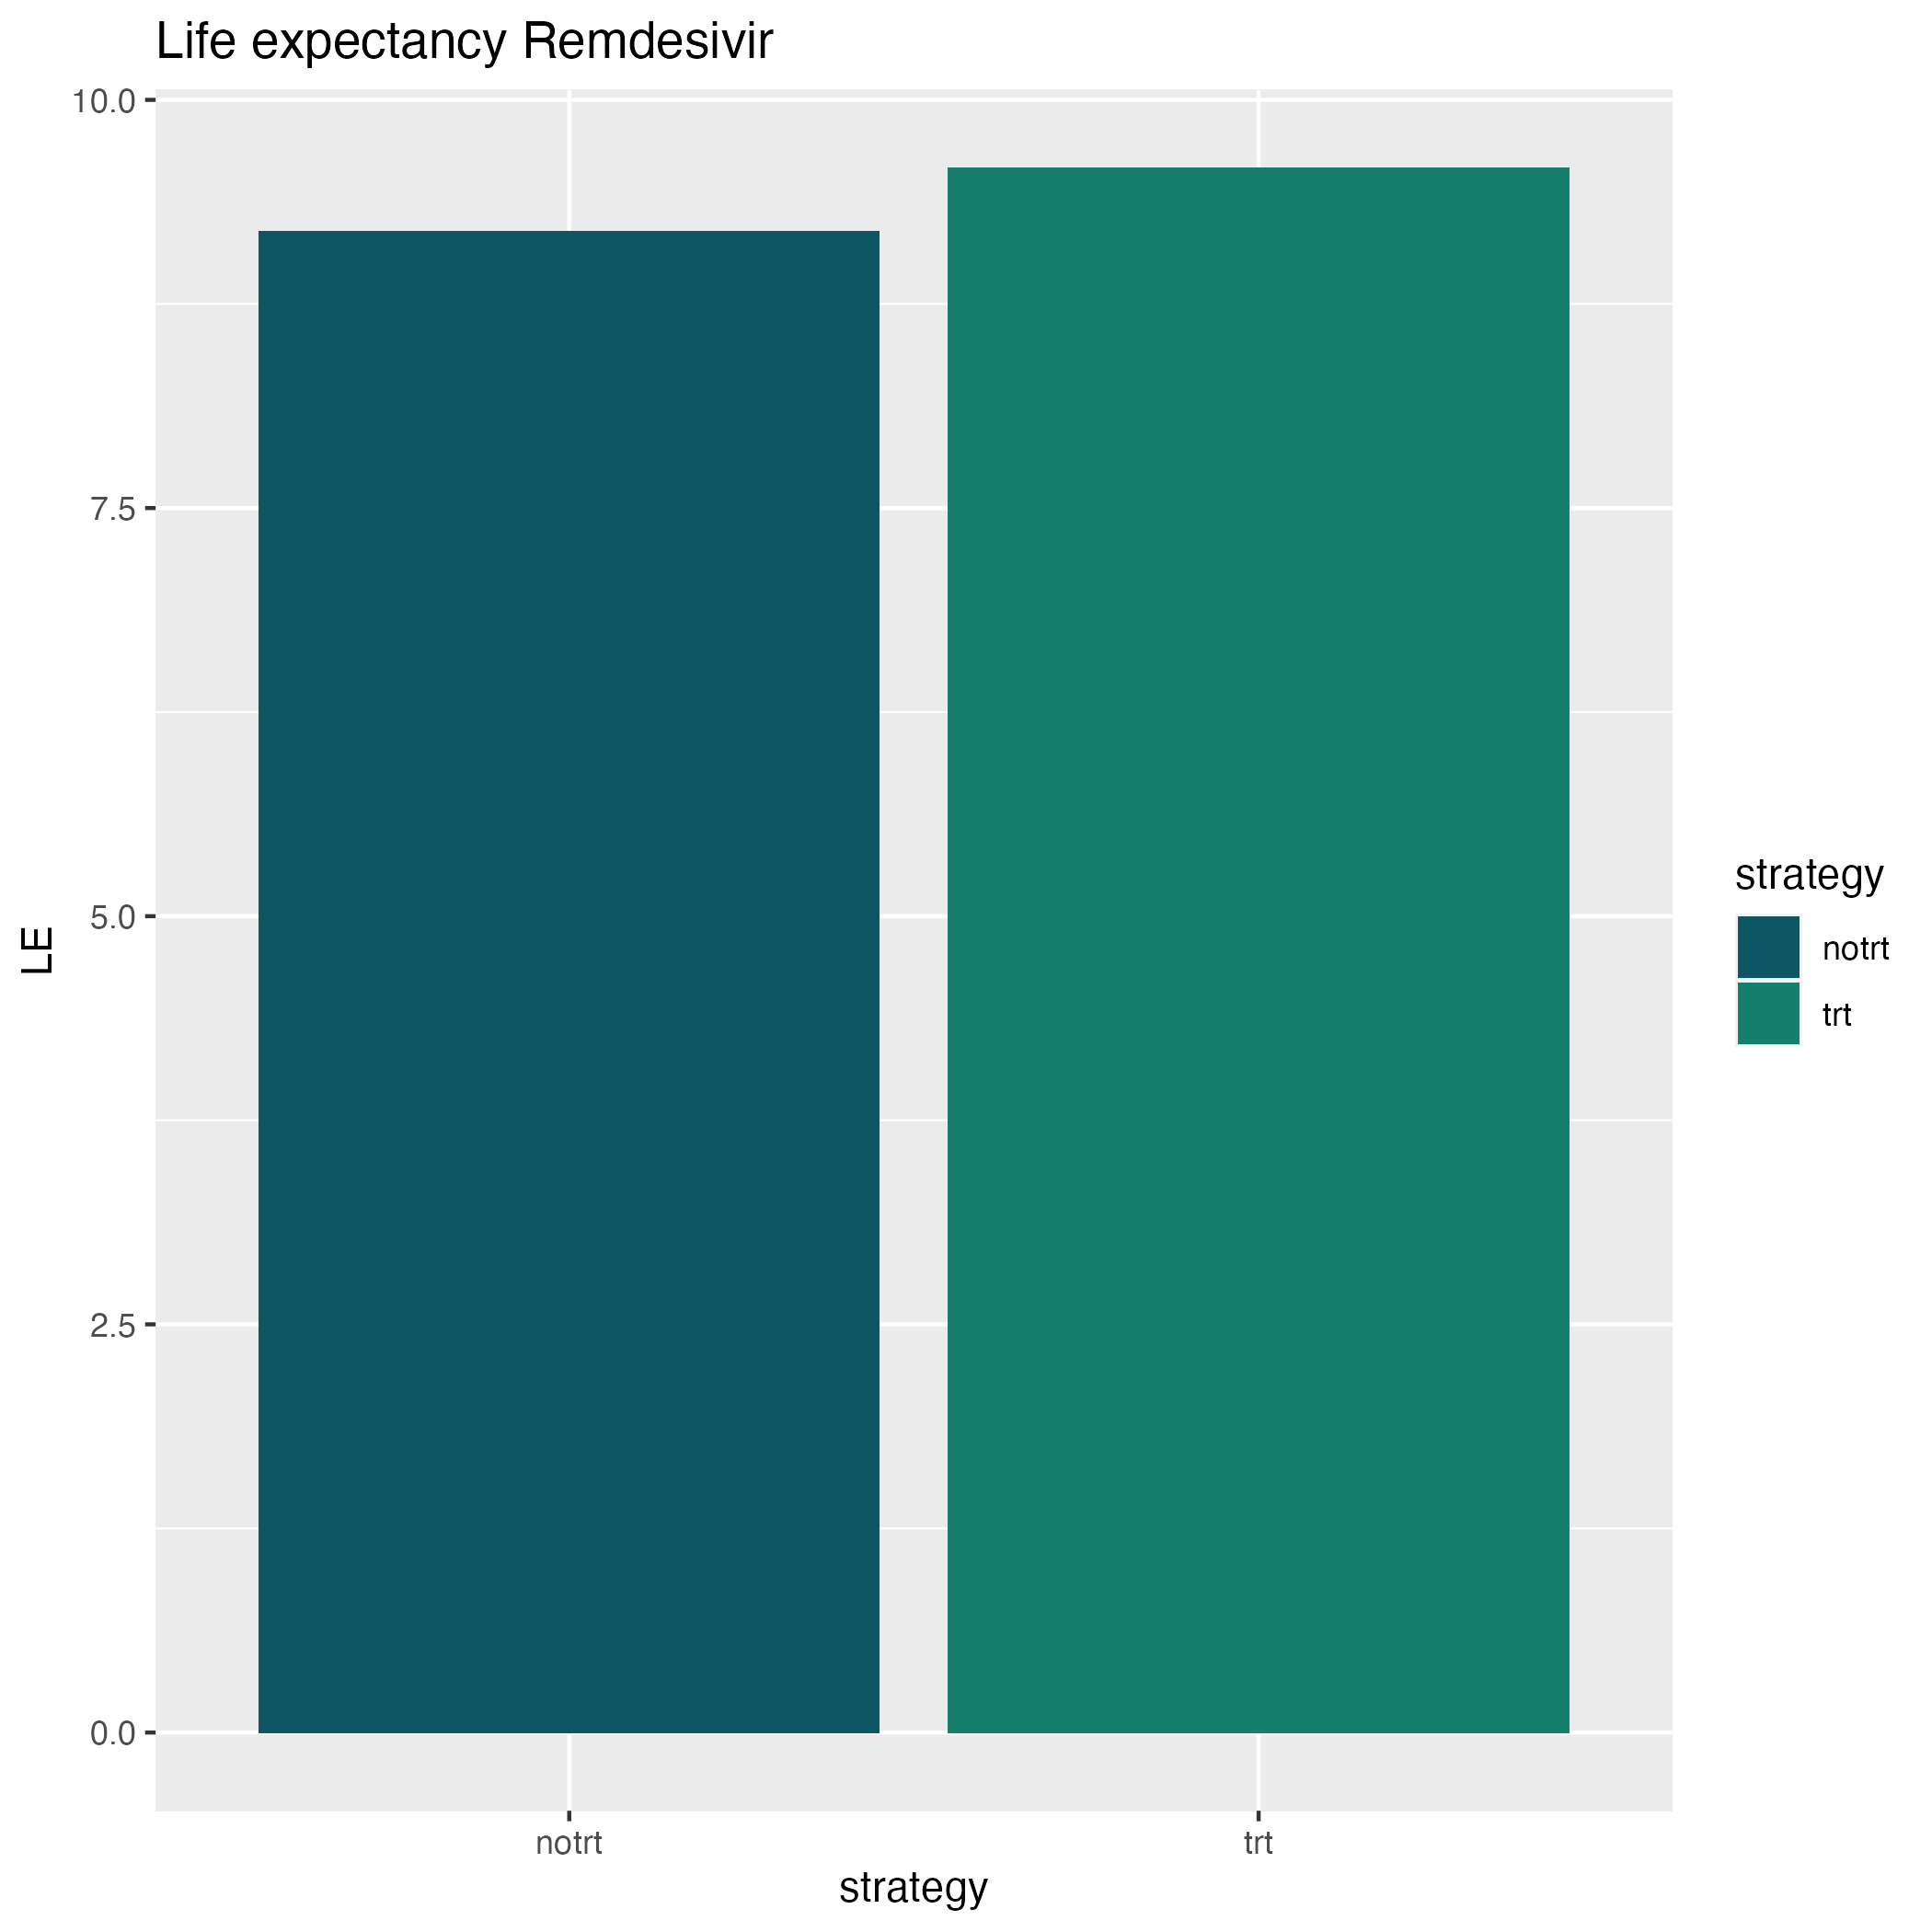 Life expectancy Remdesivir
10.0
7.5
5.0
2.5
0.0
LE
notrt
trt
strategy
strategy
notrt
trt